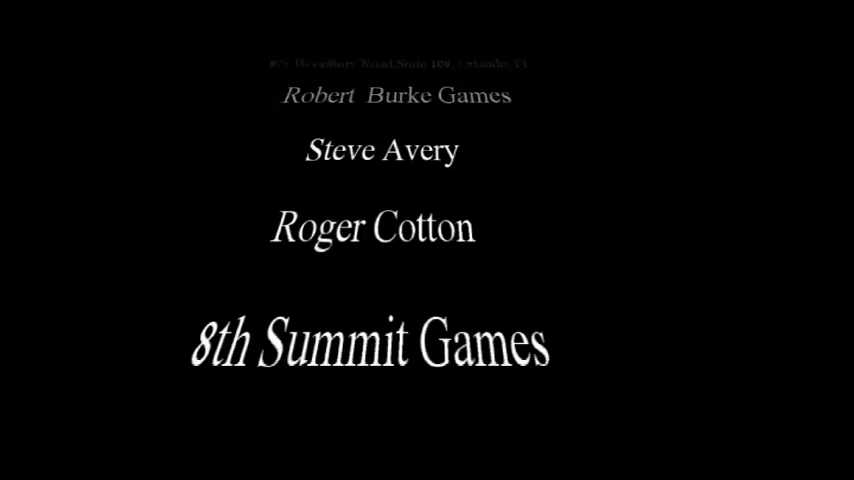 Robert Burke Games
Steve Avery
Roger Cotton
8th Summit Games